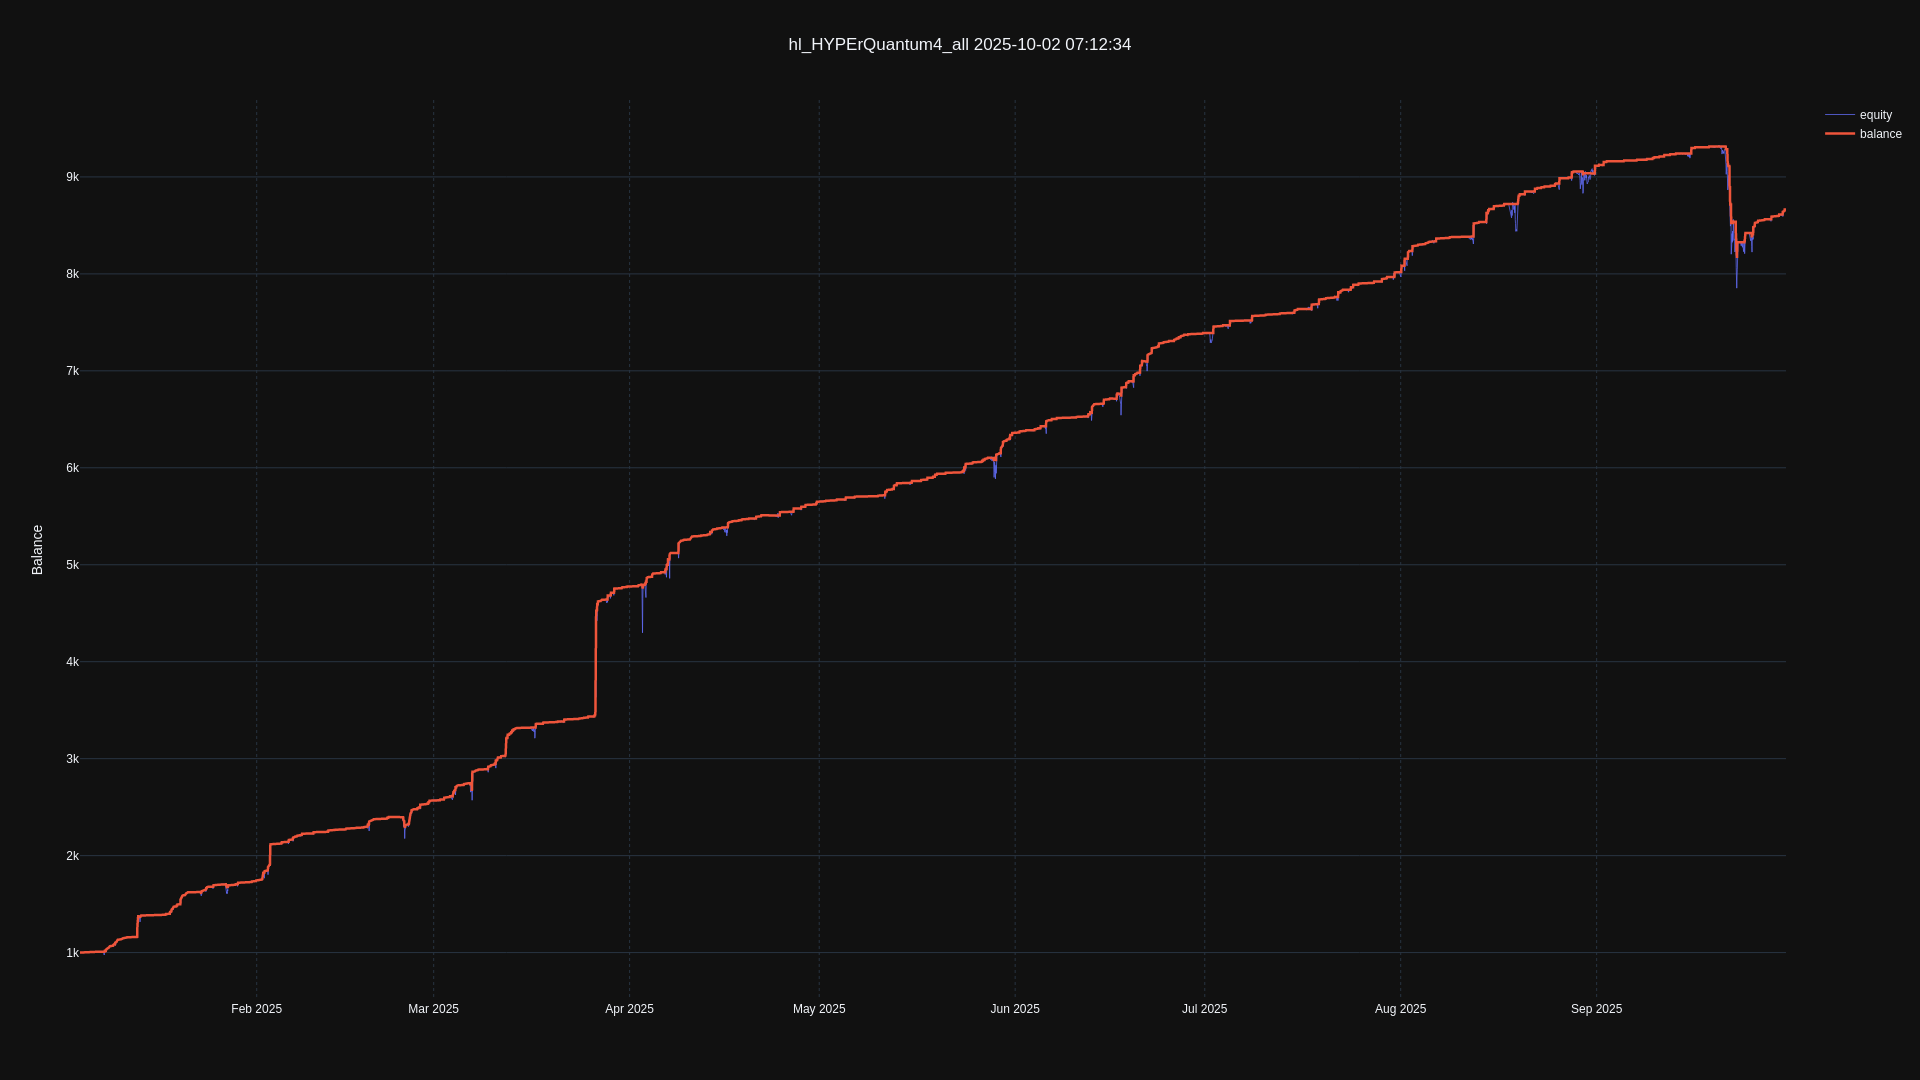 hl_HYPErQuantum4_all 2025-10-02 07:12:34
equity
balance
9k
8k
7k
6k
5k
4k
3k
2k
1k
Balance
Feb 2025
Mar 2025
Apr 2025
May 2025
Jun 2025
Jul 2025
Aug 2025
Sep 2025